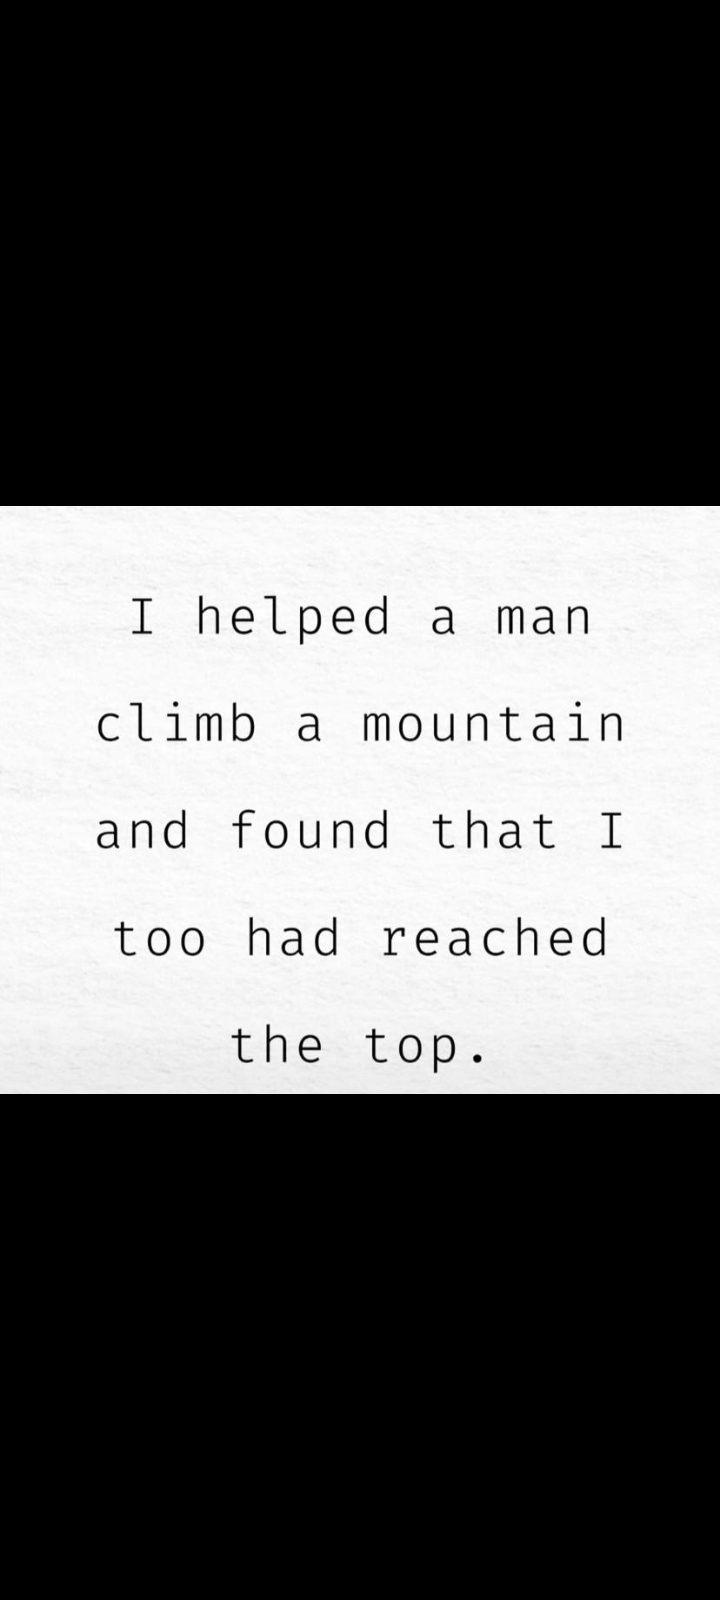 I helped a man
climb a mountain
and found that I
too had reached
the top.